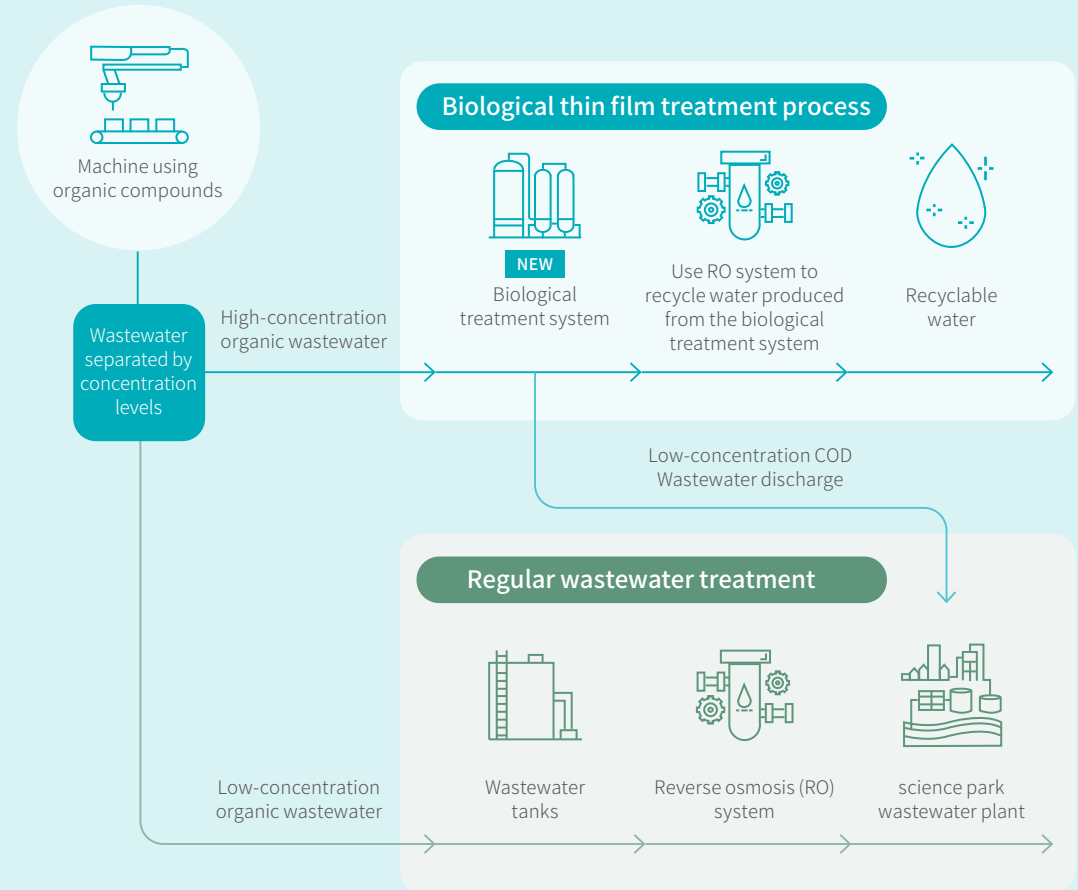 Machine using
organic compounds
Wastewater
separated by
concentration
levels
High-concentration
organic wastewater
Biological thin film treatment process
NEW
Biological
treatment system
Use RO system to
recycle water produced
from the biological
treatment system
Recyclable
water
Low-concentration COD
Wastewater discharge
Regular wastewater treatment
Low-concentration
organic wastewater
Wastewater
tanks
Reverse osmosis (RO)
system
science park
wastewater plant